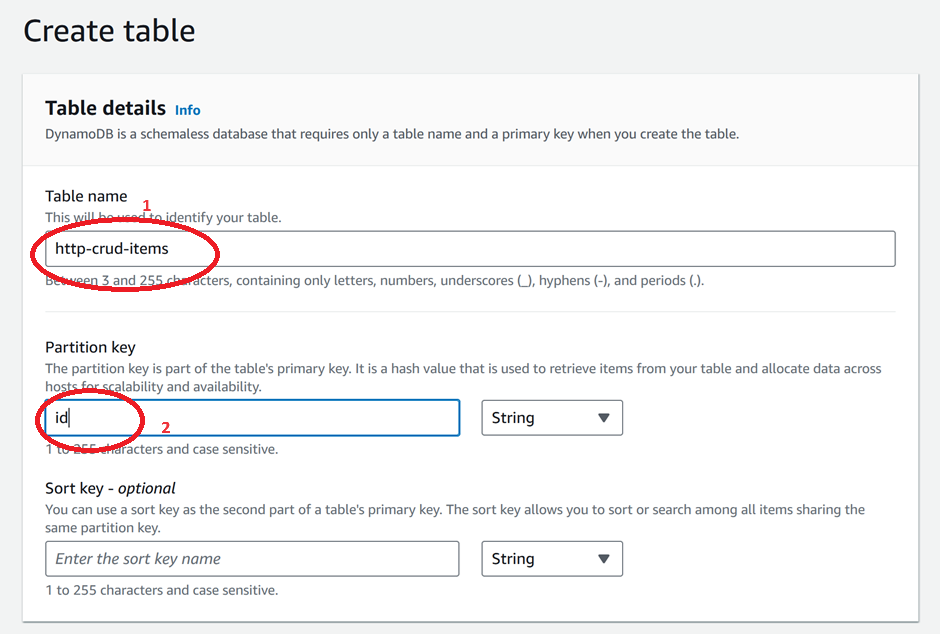 Create table
Table details Info
DynamoDB is a schemaless database that requires only a table name and a primary key when you create the table.
Table name 1
This will be used to identify your table.
http-crud-items
Between 3 and 255 characters, containing only letters, numbers, underscores (_), hyphens (-), and periods (.).
Partition key
The partition key is part of the table's primary key. It is a hash value that is used to retrieve items from your table and allocate data across
hosts for scalability and availability.
id String
2
1 to 255 characters and case sensitive.
Sort key - optional
You can use a sort key as the second part of a table's primary key. The sort key allows you to sort or search among all items sharing the
same partition key.
Enter the sort key name String
1 to 255 characters and case sensitive.